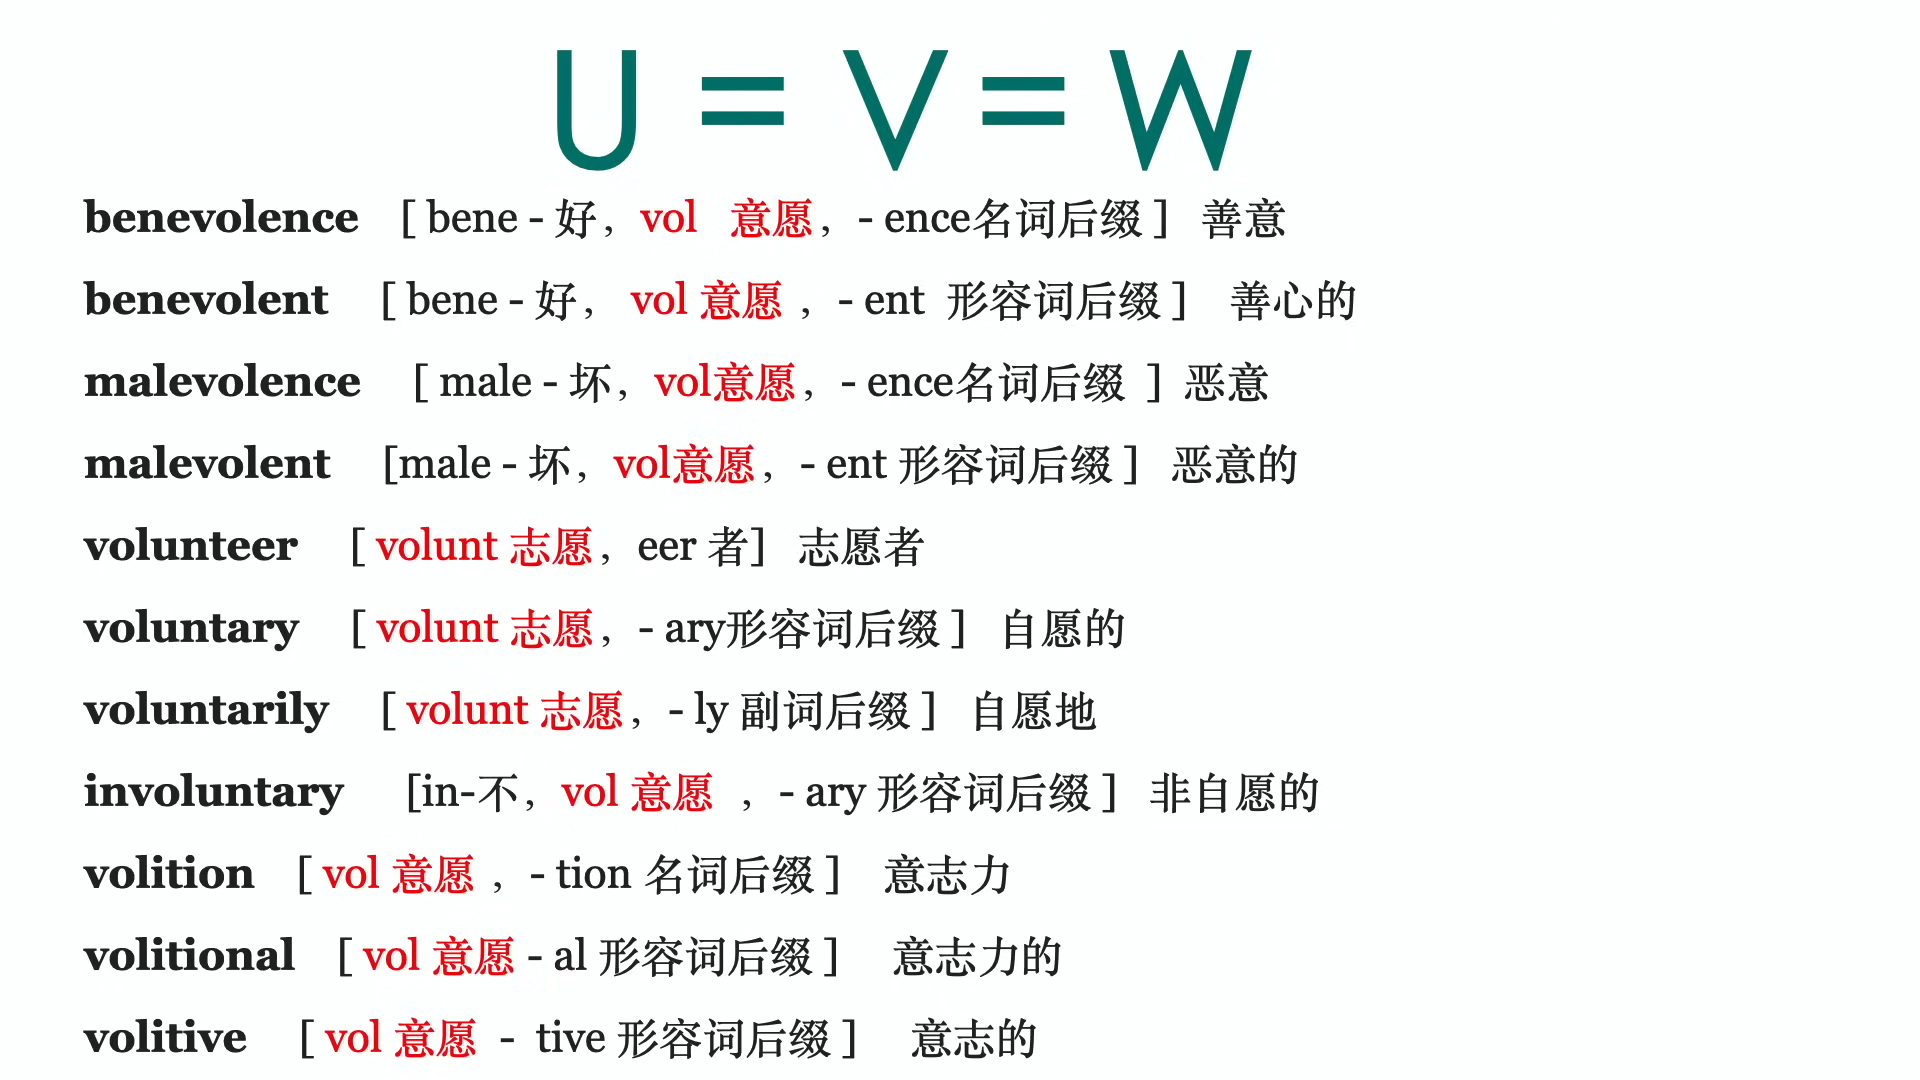 U = V = W
benevolence [ bene - 好，vol 意愿，- ence名词后缀 ] 善意
benevolent [ bene - 好， vol 意愿 ，- ent 形容词后缀 ] 善心的
malevolence [ male - 坏，vol意愿，- ence名词后缀 ] 恶意
malevolent [male - 坏，vol意愿，- ent 形容词后缀 ] 恶意的
volunteer [ volunt 志愿，eer 者] 志愿者
voluntary [ volunt 志愿，- ary形容词后缀 ] 自愿的
voluntarily [ volunt 志愿，- ly 副词后缀 ] 自愿地
involuntary [in-不，vol 意愿 ，- ary 形容词后缀 ] 非自愿的
volition [ vol 意愿 ，- tion 名词后缀 ] 意志力
volitional [ vol 意愿 - al 形容词后缀 ] 意志力的
volitive [ vol 意愿 - tive 形容词后缀 ] 意志的